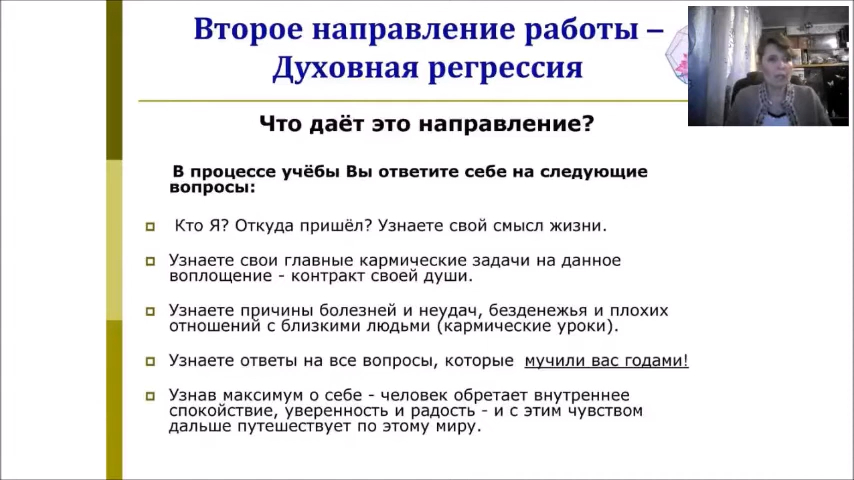 Второе направление работы –
Духовная регрессия
Что даёт это направление?
В процессе учёбы Вы ответите себе на следующие
вопросы:
Кто Я? Откуда пришёл? Узнаете свой смысл жизни.
Узнаете свои главные кармические задачи на данное
воплощение - контракт своей души.
Узнаете причины болезней и неудач, безденежья и плохих
отношений с близкими людьми (кармические уроки).
Узнаете ответы на все вопросы, которые мучили вас годами!
Узнав максимум о себе - человек обретает внутреннее
спокойствие, уверенность и радость - и с этим чувством
дальше путешествует по этому миру.